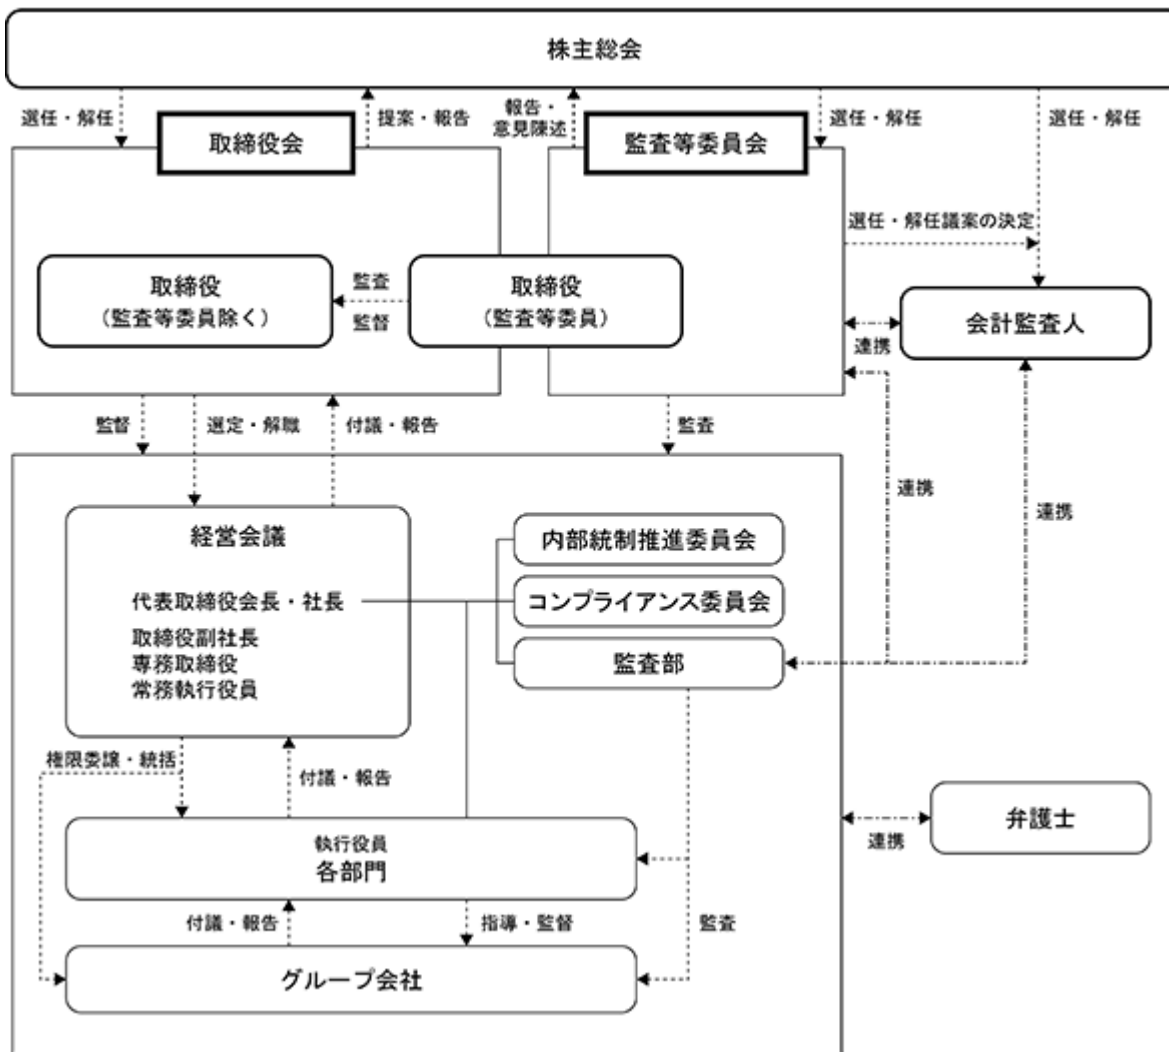 株主総会
選任・解任
提案・報告
報告・
意見陳述
選任・解任
選任・解任
取締役会
監査等委員会
選任・解任議案の決定
取締役
(監査等委員除く)
監査
監督
取締役
(監査等委員)
会計監査人
連携
監督
選定・解職
付議・報告
監査
連携
連携
経営会議
代表取締役会長・社長
取締役副社長
専務取締役
常務執行役員
内部統制推進委員会
コンプライアンス委員会
監査部
権限委譲・統括
付議・報告
執行役員
各部門
弁護士
連携
付議・報告
指導・監督
監査
グループ会社